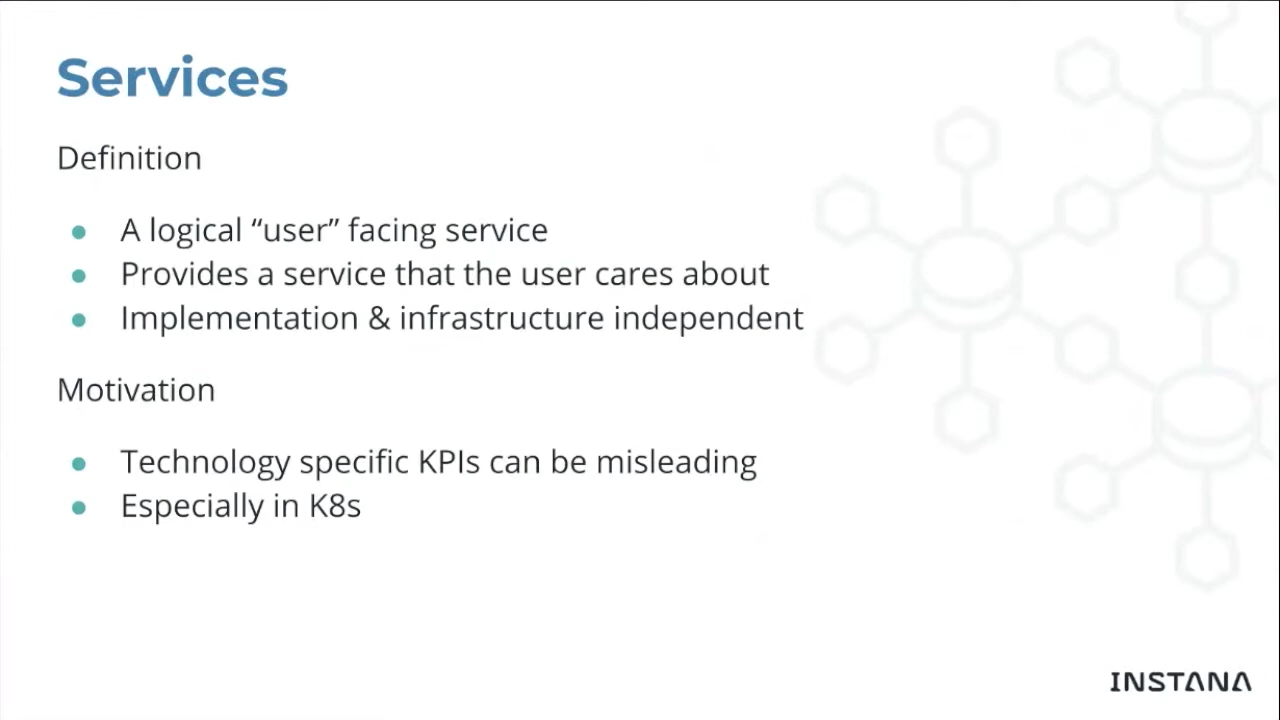 Services
Definition
● A logical “user” facing service
● Provides a service that the user cares about
● Implementation & infrastructure independent
Motivation
● Technology specific KPIs can be misleading
● Especially in K8s
INSTANA